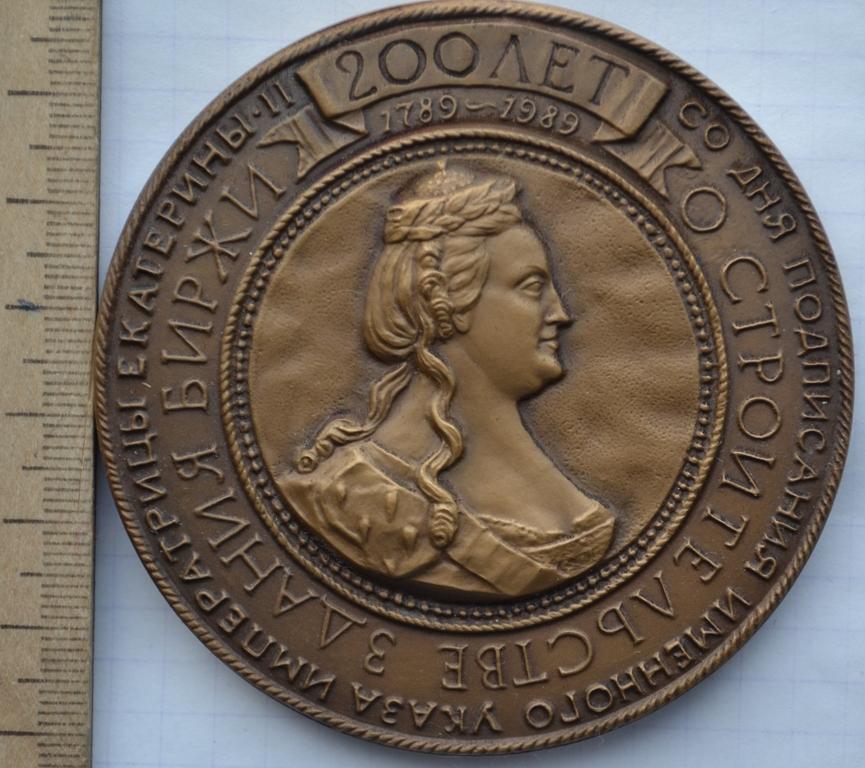 200 ЛЕТ
1789–1989
СО ДНЯ ПОДПИСАНИЯ ИМЕННОГО УКАЗА ИМПЕРАТРИЦЫ ЕКАТЕРИНЫ·II
О СТРОИТЕЛЬСТВЕ ЗДАНИЯ БИРЖИ